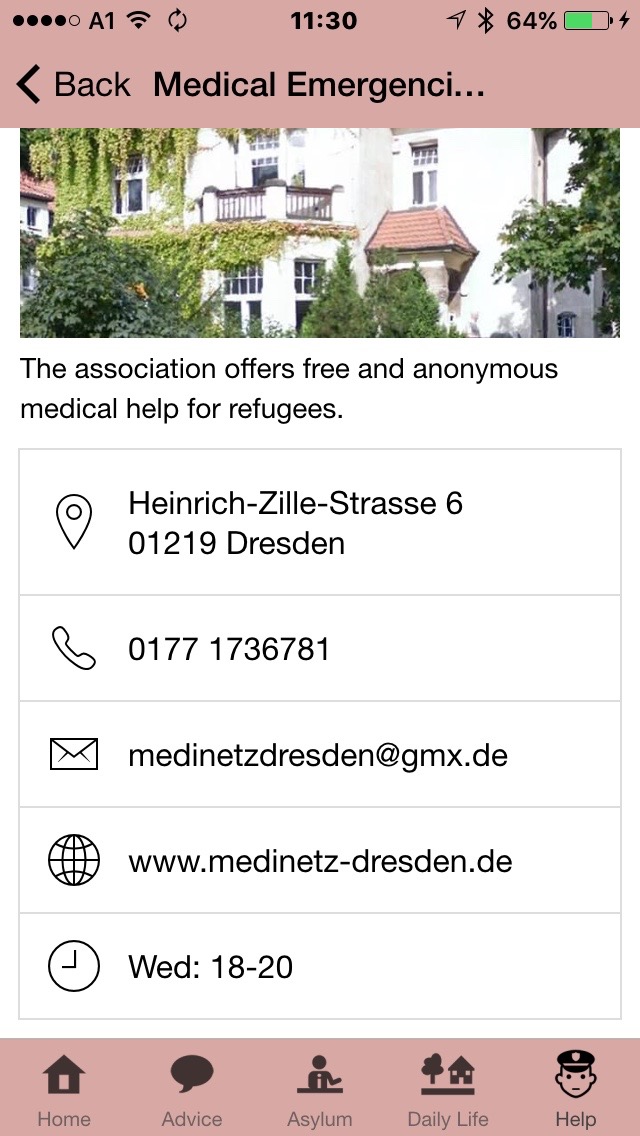 A1 11:30 64%
Back Medical Emergenci...
The association offers free and anonymous
medical help for refugees.
Heinrich-Zille-Strasse 6
01219 Dresden
0177 1736781
medinetzdresden@gmx.de
www.medinetz-dresden.de
Wed: 18-20
Home Advice Asylum Daily Life Help